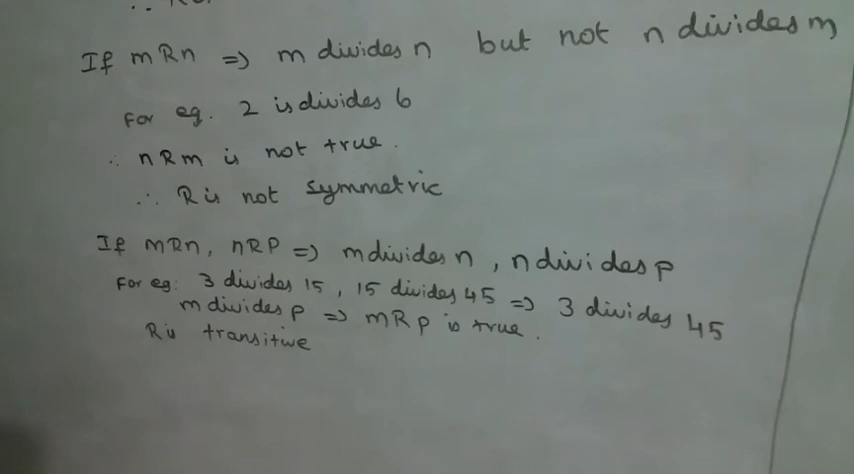 If mRn => m divides n but not n divides m
For eg. 2 is divides 6
∴ nRm is not true.
∴ R is not symmetric
If mRn, nRP => m divides n , n divides p
For eg: 3 divides 15 , 15 divides 45 => 3 divides 45
m divides p => mRp is true.
R is transitive